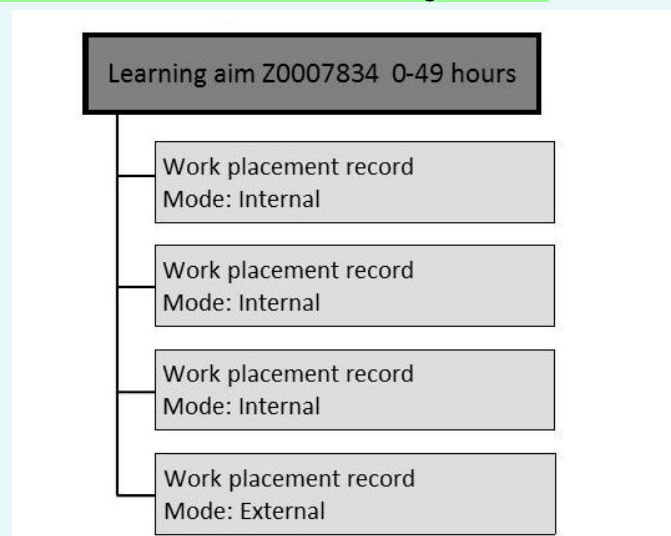 Learning aim Z0007834 0-49 hours
Work placement record
Mode: Internal
Work placement record
Mode: Internal
Work placement record
Mode: Internal
Work placement record
Mode: External